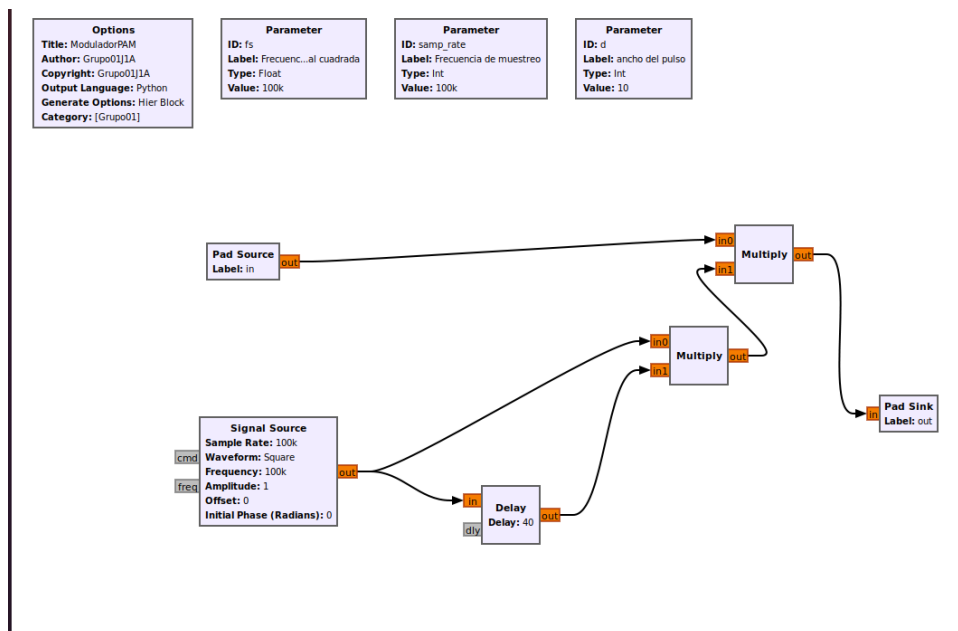 Options
Title: ModuladorPAM
Author: Grupo01J1A
Copyright: Grupo01J1A
Output Language: Python
Generate Options: Hier Block
Category: [Grupo01]
Parameter
ID: fs
Label: Frecuenc...al cuadrada
Type: Float
Value: 100k
Parameter
ID: samp_rate
Label: Frecuencia de muestreo
Type: Int
Value: 100k
Parameter
ID: d
Label: ancho del pulso
Type: Int
Value: 10
Pad Source
Label: in
out
in0
in1
Multiply
out
in0
in1
Multiply
out
Pad Sink
Label: out
in
Signal Source
Sample Rate: 100k
Waveform: Square
Frequency: 100k
Amplitude: 1
Offset: 0
Initial Phase (Radians): 0
cmd
freq
out
in
dly
Delay
Delay: 40
out